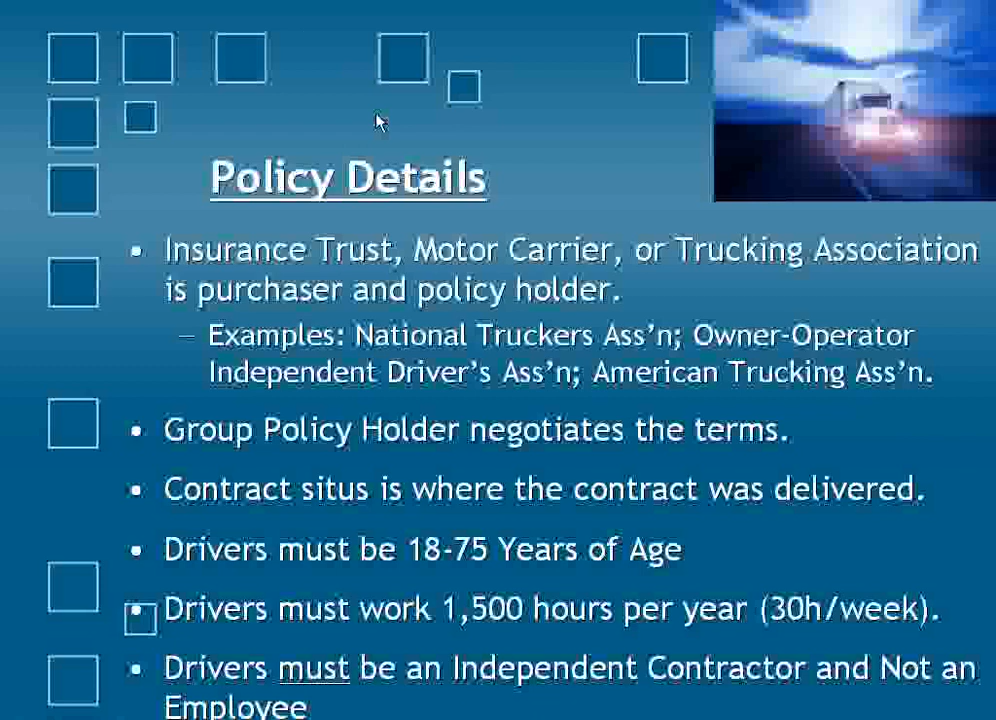 Policy Details
• Insurance Trust, Motor Carrier, or Trucking Association
is purchaser and policy holder.
– Examples: National Truckers Ass’n; Owner-Operator
Independent Driver’s Ass’n; American Trucking Ass’n.
• Group Policy Holder negotiates the terms.
• Contract situs is where the contract was delivered.
• Drivers must be 18-75 Years of Age
• Drivers must work 1,500 hours per year (30h/week).
• Drivers must be an Independent Contractor and Not an
Employee